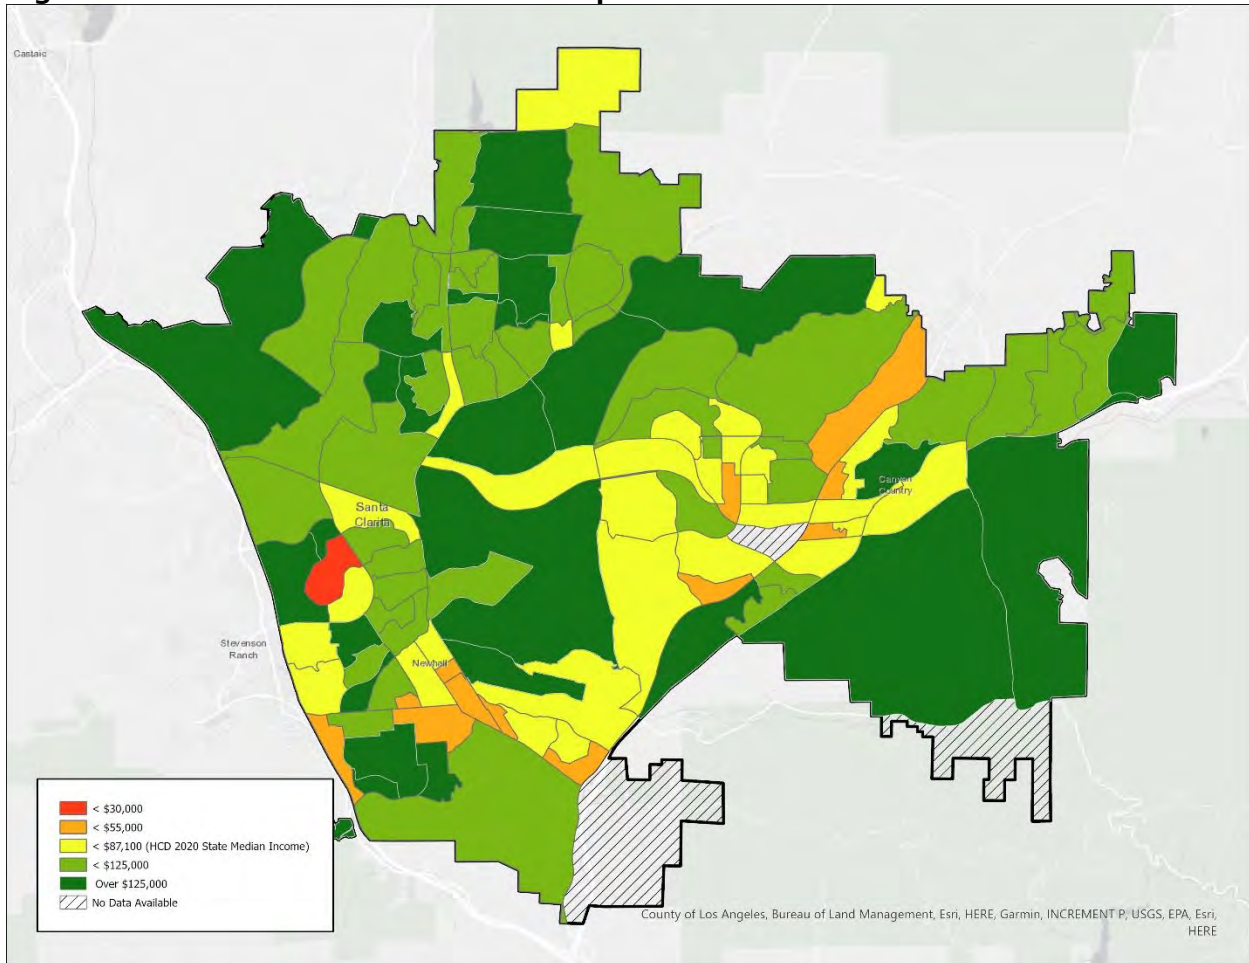 Castaic
Santa
Clarita
Canyon
Country
Stevenson
Ranch
Newhall
< $30,000
< $55,000
< $87,100 (HCD 2020 State Median Income)
< $125,000
Over $125,000
No Data Available
County of Los Angeles, Bureau of Land Management, Esri, HERE, Garmin, INCREMENT P, USGS, EPA, Esri,
HERE